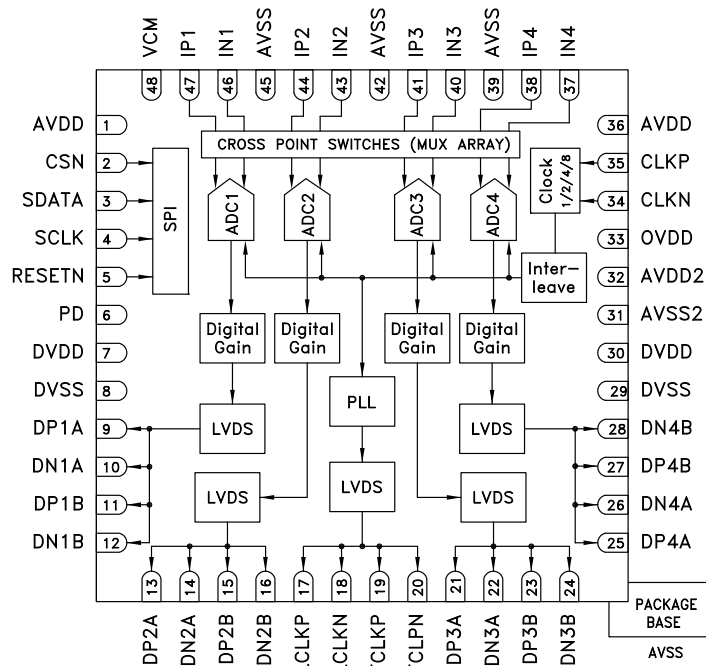 48 VCM
47 IP1
46 IN1
45 AVSS
44 IP2
43 IN2
42 AVSS
41 IP3
40 IN3
39 AVSS
38 IP4
37 IN4
AVDD 1
CSN 2
SDATA 3
SCLK 4
RESETN 5
PD 6
DVDD 7
DVSS 8
DP1A 9
DN1A 10
DP1B 11
DN1B 12
CROSS POINT SWITCHES (MUX ARRAY)
SPI
ADC1
ADC2
ADC3
ADC4
Clock
1/2/4/8
Inter-
leave
Digital
Gain
Digital
Gain
Digital
Gain
Digital
Gain
LVDS
PLL
LVDS
LVDS
LVDS
LVDS
36 AVDD
35 CLKP
34 CLKN
33 OVDD
32 AVDD2
31 AVSS2
30 DVDD
29 DVSS
28 DN4B
27 DP4B
26 DN4A
25 DP4A
13 DP2A
14 DN2A
15 DP2B
16 DN2B
17
18
19
20
21 DP3A
22 DN3A
23 DP3B
24 DN3B
PACKAGE
BASE
AVSS